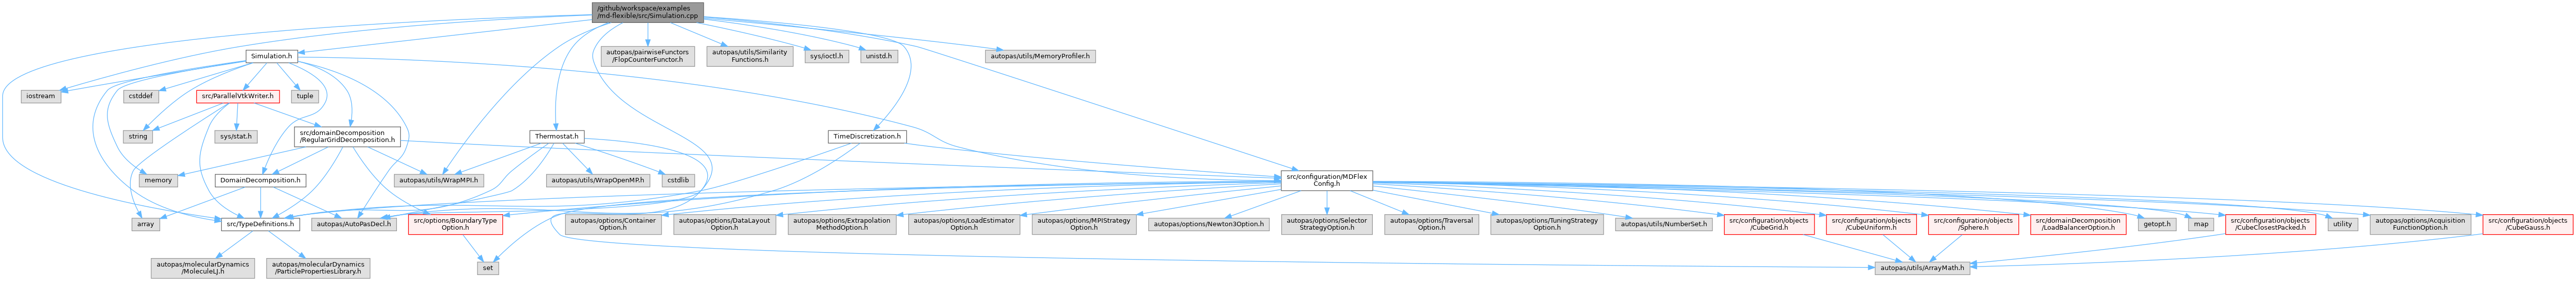 /github/workspace/examples
/md-flexible/src/Simulation.cpp
Simulation.h
autopas/pairwiseFunctors
/FlopCounterFunctor.h
autopas/utils/Similarity
Functions.h
sys/ioctl.h
unistd.h
autopas/utils/MemoryProfiler.h
iostream
cstddef
src/ParallelVtkWriter.h
tuple
string
sys/stat.h
src/domainDecomposition
/RegularGridDecomposition.h
Thermostat.h
TimeDiscretization.h
memory
DomainDecomposition.h
autopas/utils/WrapMPI.h
autopas/utils/WrapOpenMP.h
cstdlib
src/configuration/MDFlex
Config.h
array
src/TypeDefinitions.h
autopas/AutoPasDecl.h
src/options/BoundaryType
Option.h
autopas/options/Container
Option.h
autopas/options/DataLayout
Option.h
autopas/options/Extrapolation
MethodOption.h
autopas/options/LoadEstimator
Option.h
autopas/options/MPIStrategy
Option.h
autopas/options/Newton3Option.h
autopas/options/Selector
StrategyOption.h
autopas/options/Traversal
Option.h
autopas/options/TuningStrategy
Option.h
autopas/utils/NumberSet.h
src/configuration/objects
/CubeGrid.h
src/configuration/objects
/CubeUniform.h
src/configuration/objects
/Sphere.h
src/domainDecomposition
/LoadBalancerOption.h
getopt.h
map
src/configuration/objects
/CubeClosestPacked.h
utility
autopas/options/Acquisition
FunctionOption.h
src/configuration/objects
/CubeGauss.h
autopas/molecularDynamics
/MoleculeLJ.h
autopas/molecularDynamics
/ParticlePropertiesLibrary.h
set
autopas/utils/ArrayMath.h